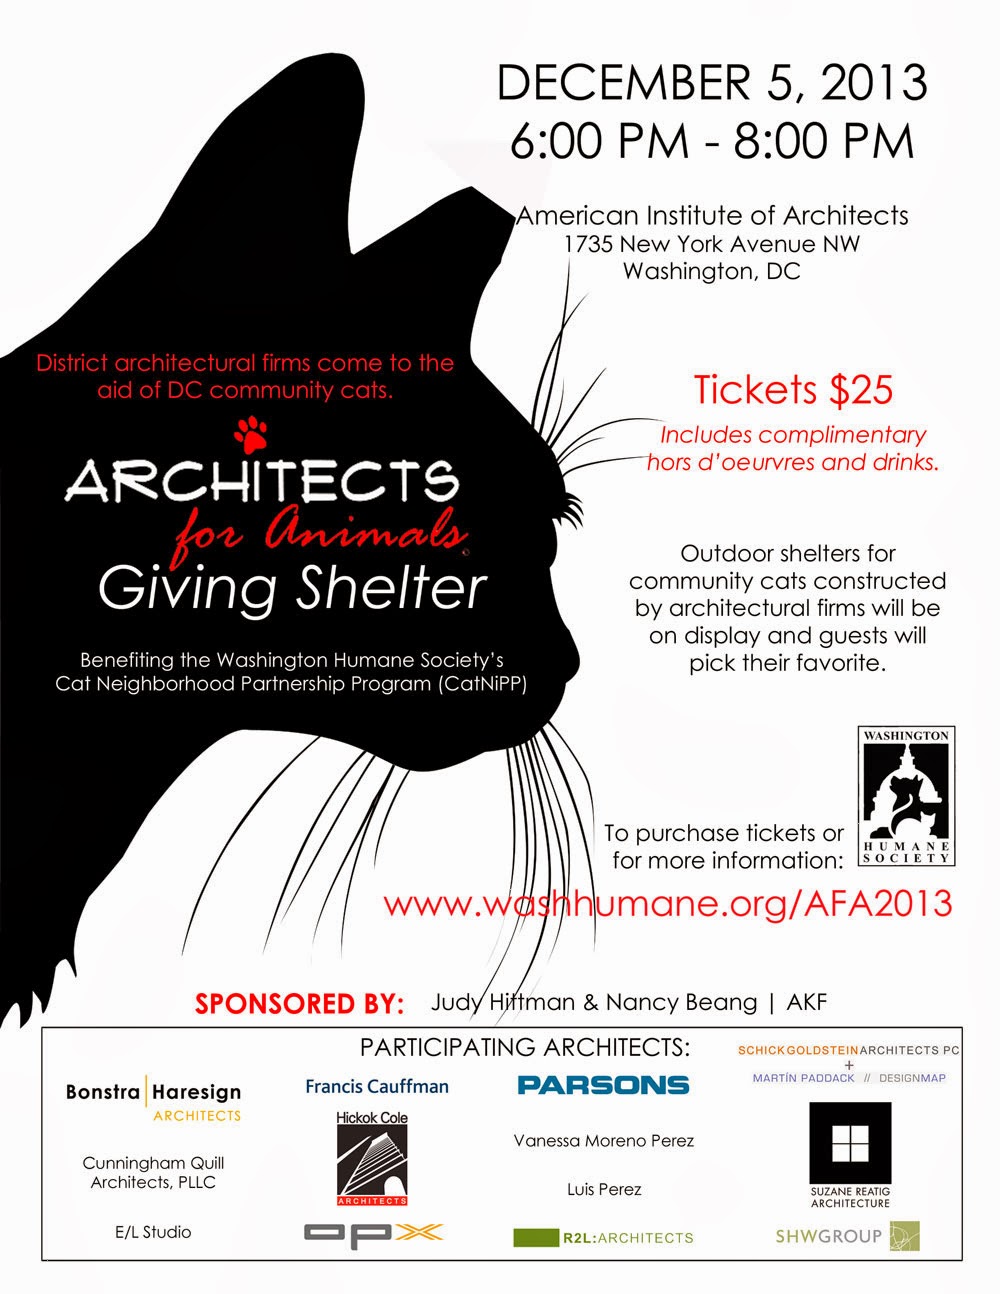 DECEMBER 5, 2013
6:00 PM - 8:00 PM
American Institute of Architects
1735 New York Avenue NW
Washington, DC
District architectural firms come to the
aid of DC community cats.
ARCHITECTS
for Animals
Giving Shelter
Benefiting the Washington Humane Society's
Cat Neighborhood Partnership Program (CatNiPP)
Tickets $25
Includes complimentary
hors d'oeurvres and drinks.
Outdoor shelters for
community cats constructed
by architectural firms will be
on display and guests will
pick their favorite.
WASHINGTON
HUMANE
SOCIETY
To purchase tickets or
for more information:
www.washhumane.org/AFA2013
SPONSORED BY: Judy Hittman & Nancy Beang | AKF
PARTICIPATING ARCHITECTS:
Bonstra | Haresign
ARCHITECTS
Cunningham Quill
Architects, PLLC
E/L Studio
Francis Cauffman
Hickok Cole
ARCHITECTS
OPX
PARSONS
Vanessa Moreno Perez
Luis Perez
R2L:ARCHITECTS
SCHICKGOLDSTEINARCHITECTS PC
+
MARTÍN PADDACK // DESIGNMAP
SUZANE REATIG
ARCHITECTURE
SHWGROUP